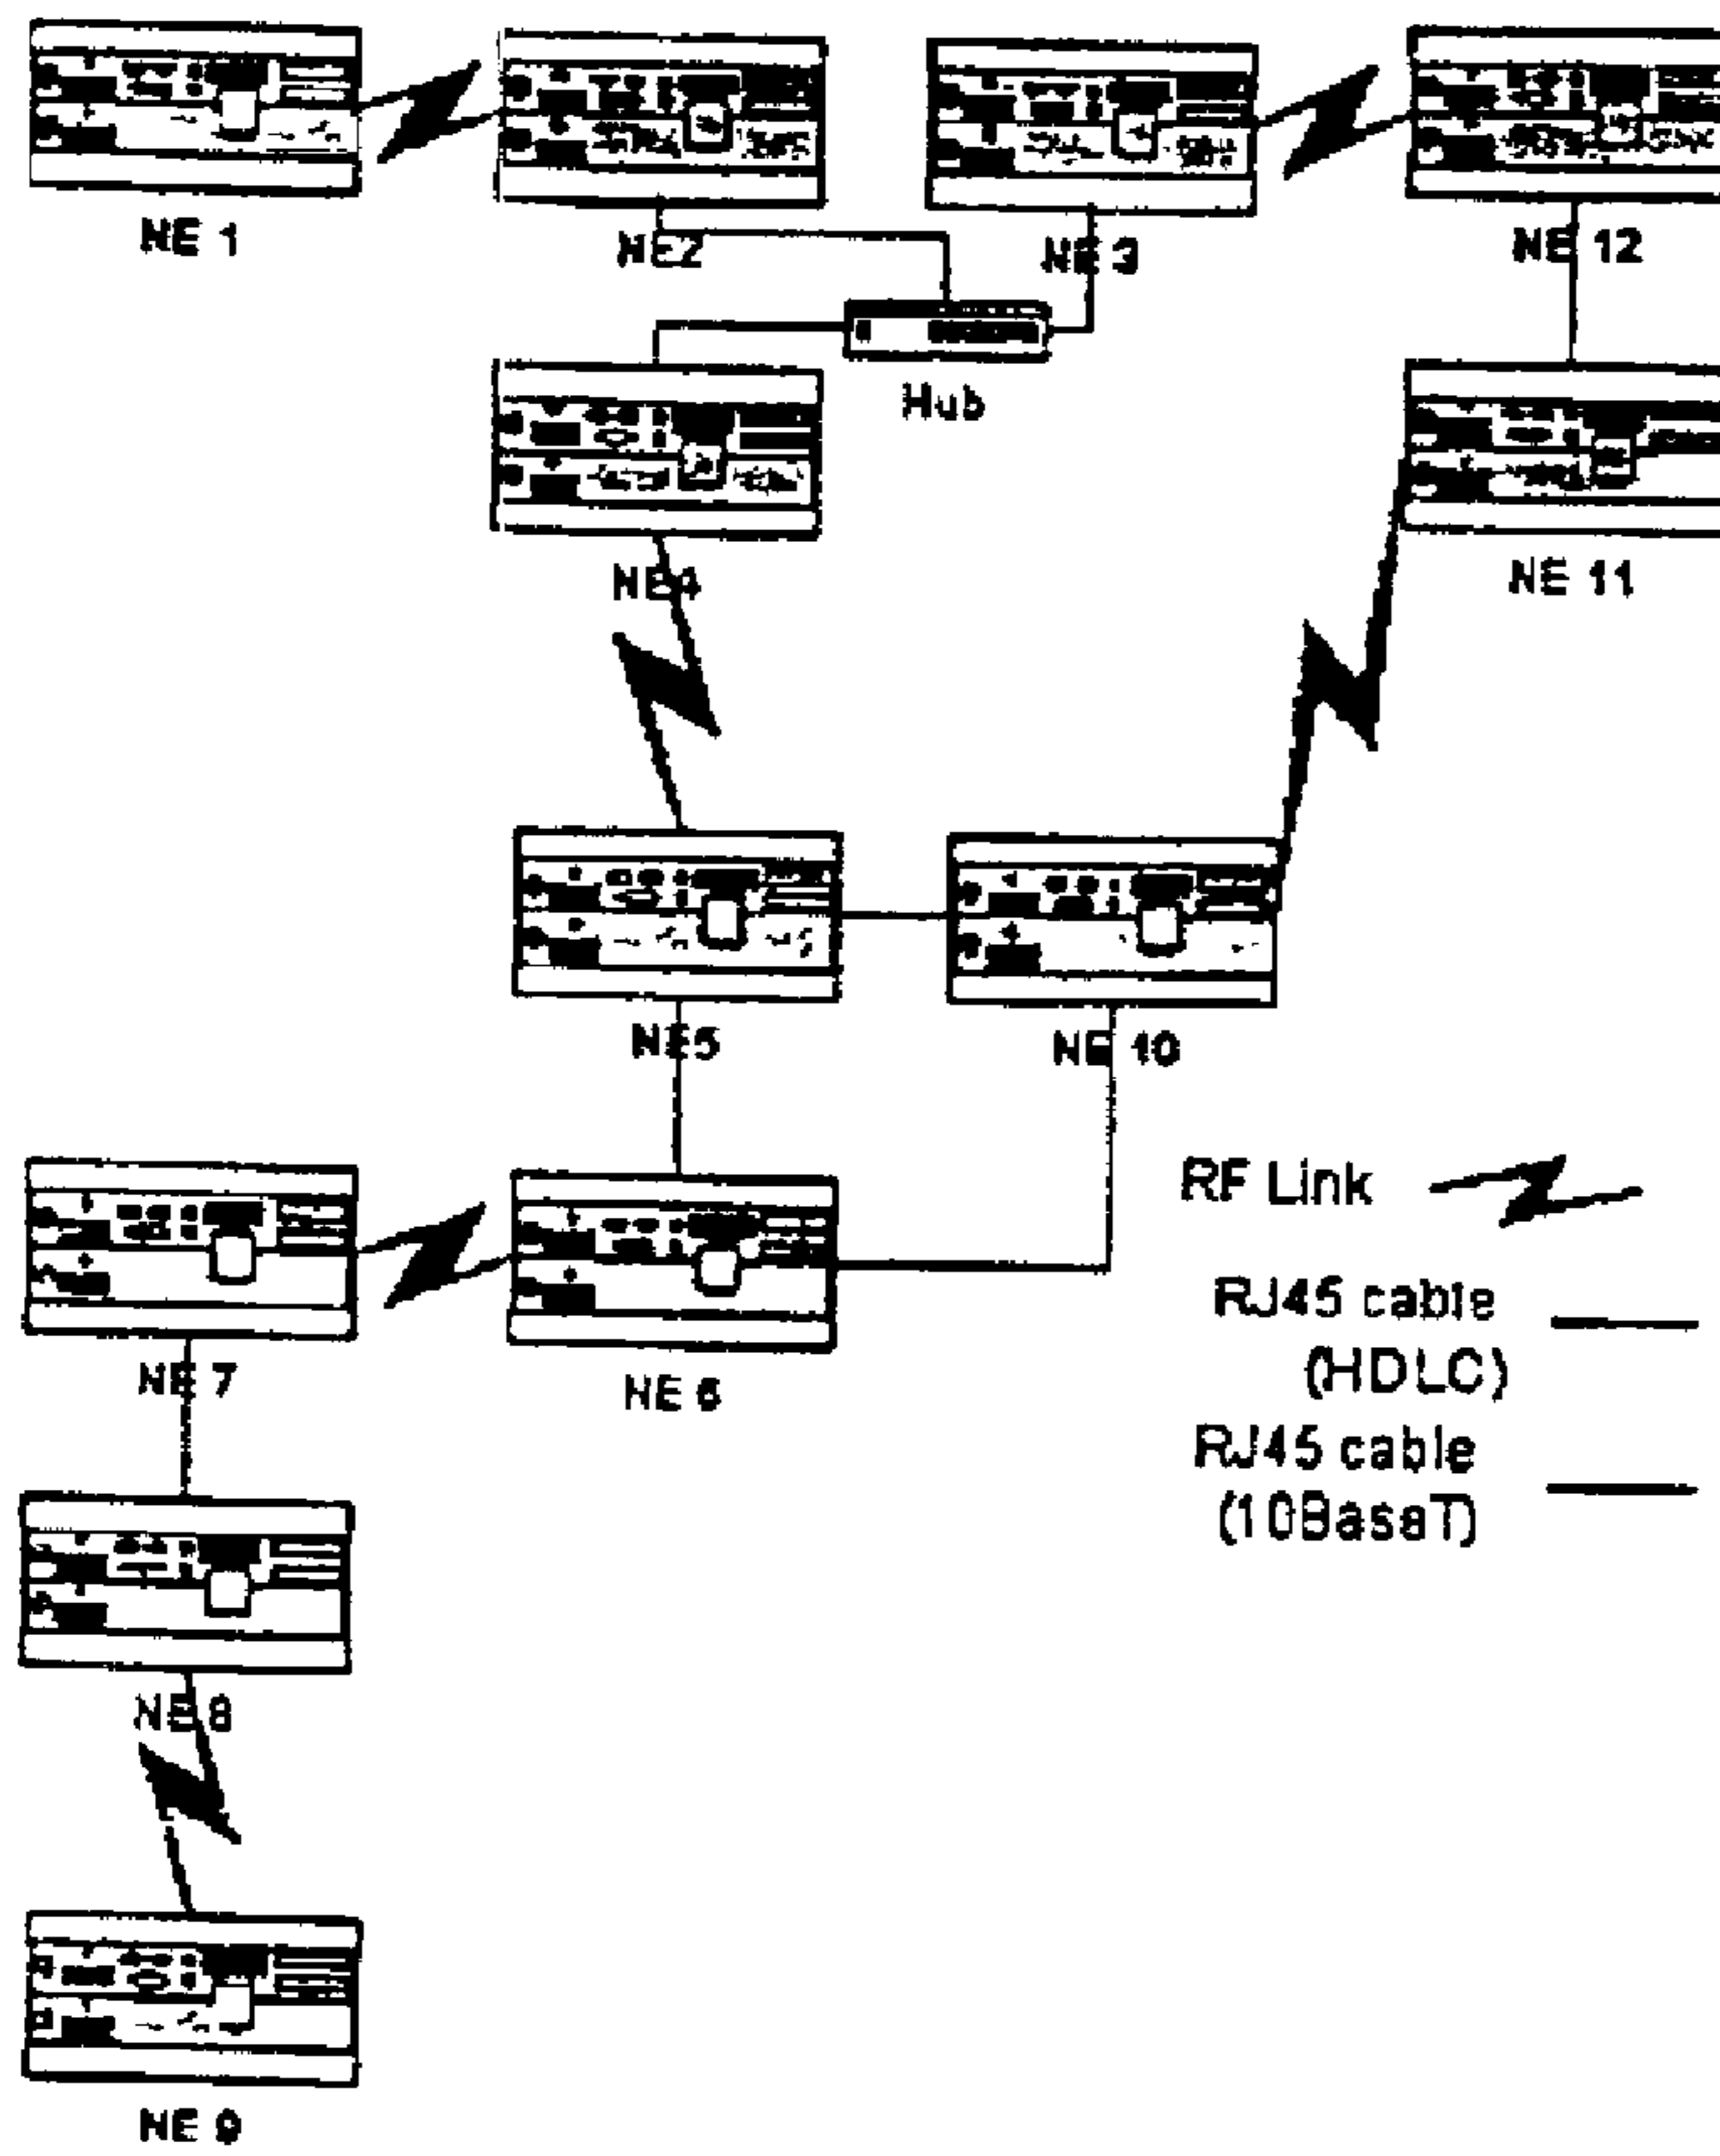 NE 1
NE2
NE 3
NE 12
Hub
NE4
NE 11
NE5
NE 10
RF Link
RJ45 cable
(HDLC)
NE 7
NE 6
RJ45 cable
(10BaseT)
NE 8
NE 9